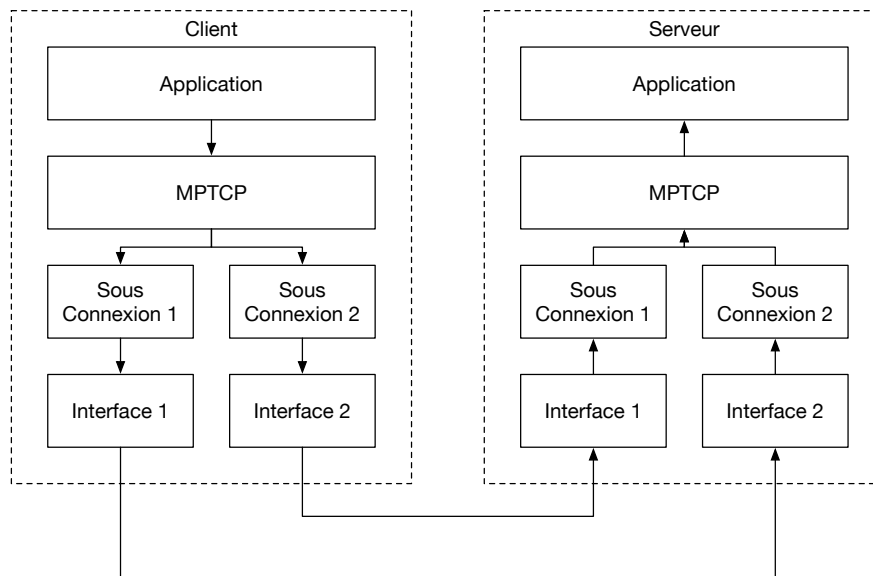 Client
Application
MPTCP
Sous
Connexion 1
Sous
Connexion 2
Interface 1
Interface 2
Serveur
Application
MPTCP
Sous
Connexion 1
Sous
Connexion 2
Interface 1
Interface 2